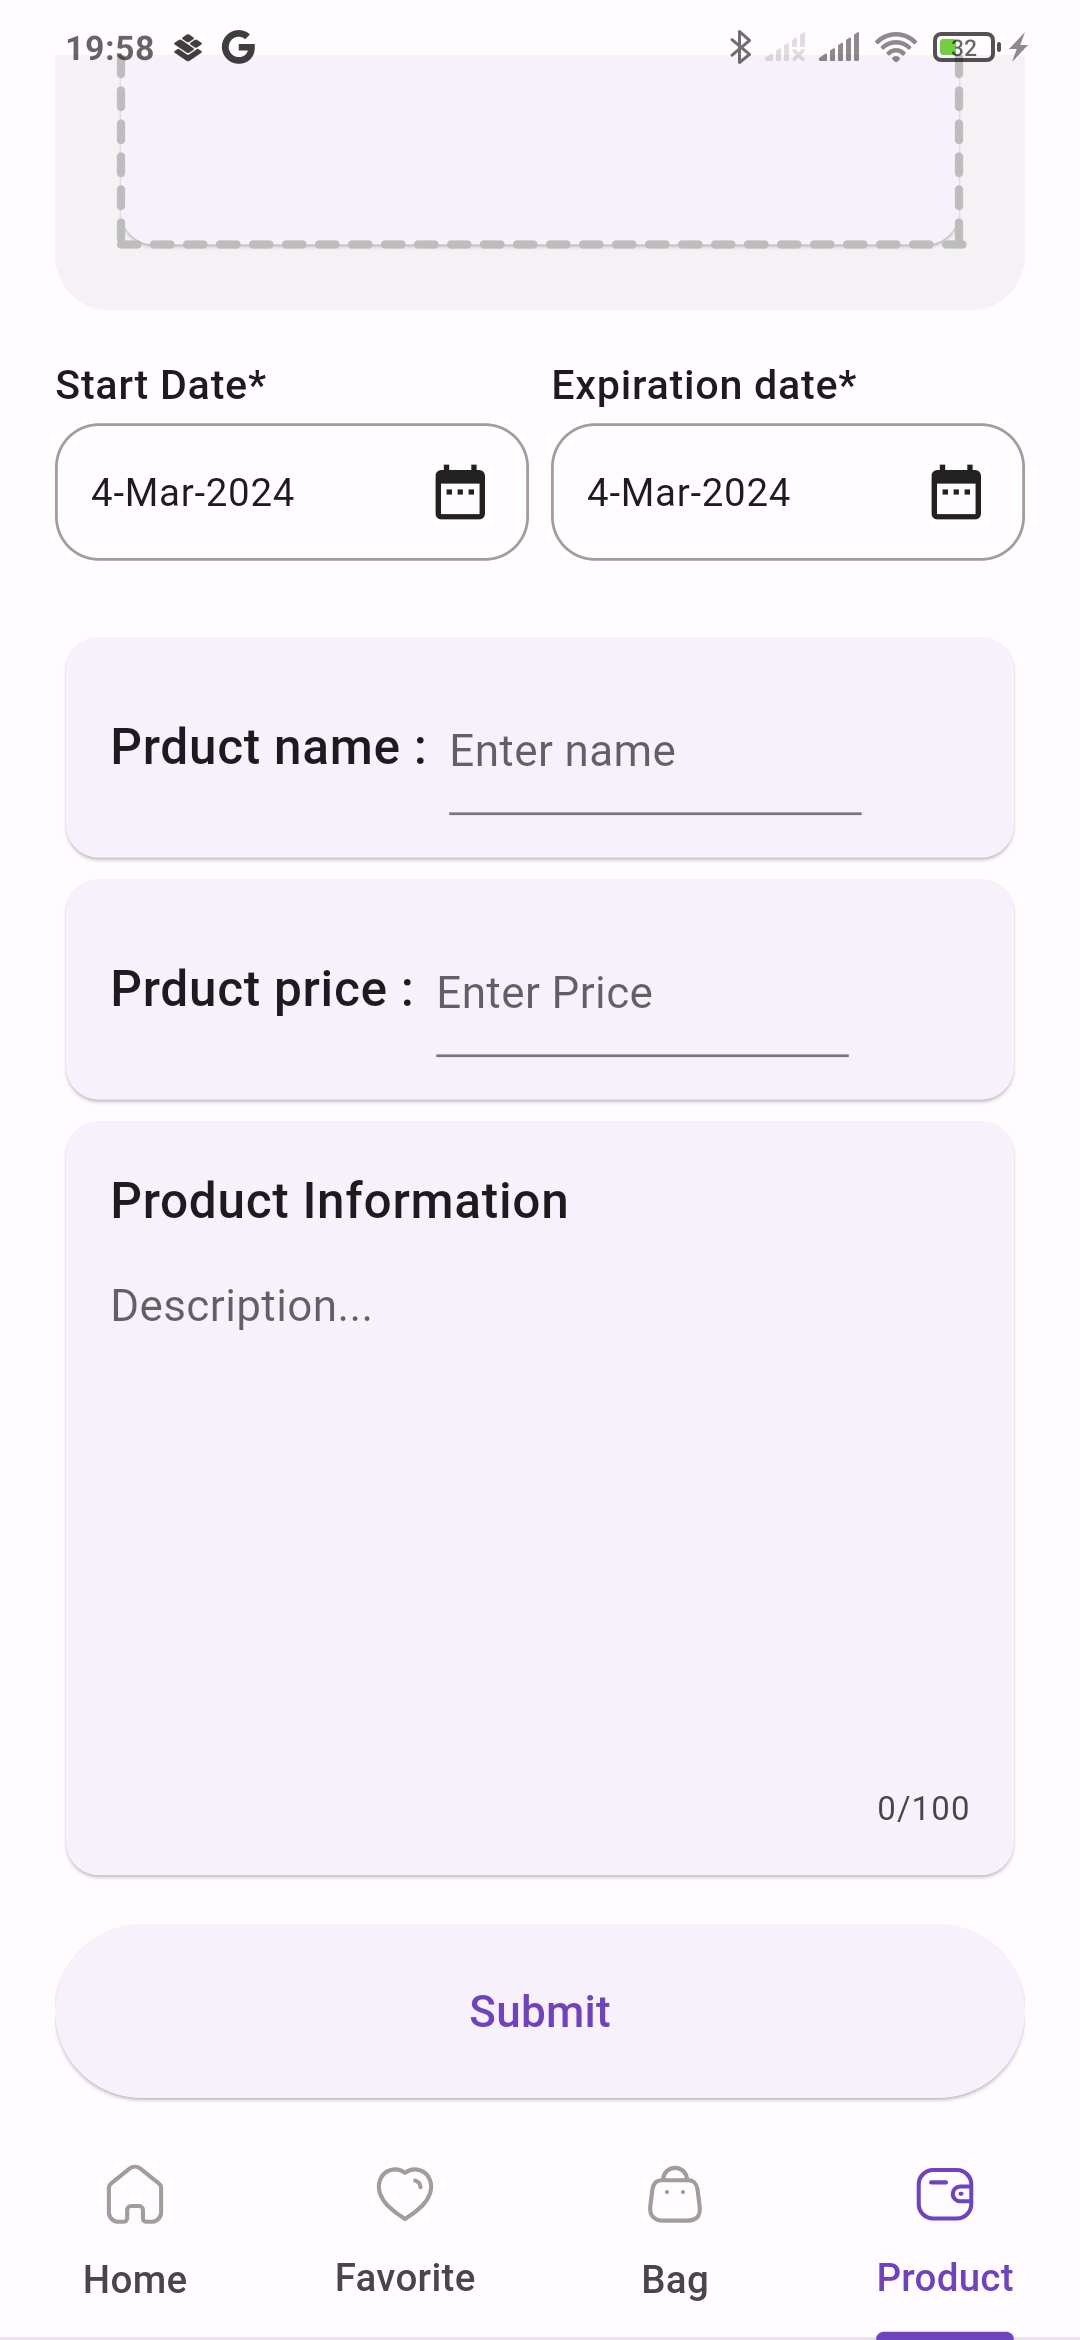 19:58 32
Start Date* Expiration date*
4-Mar-2024 4-Mar-2024
Prduct name : Enter name
Prduct price : Enter Price
Product Information
Description...
0/100
Submit
Home Favorite Bag Product